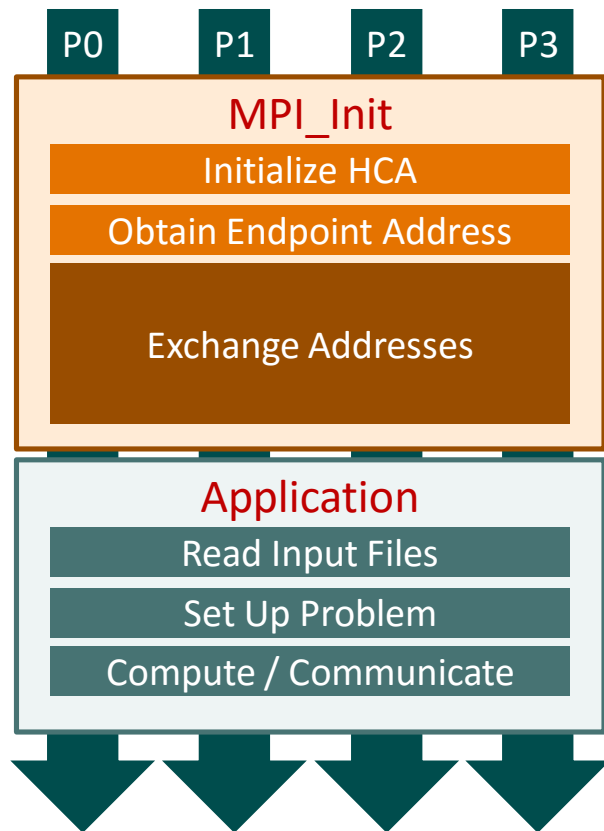 P0 P1 P2 P3
MPI_Init
Initialize HCA
Obtain Endpoint Address
Exchange Addresses
Application
Read Input Files
Set Up Problem
Compute / Communicate